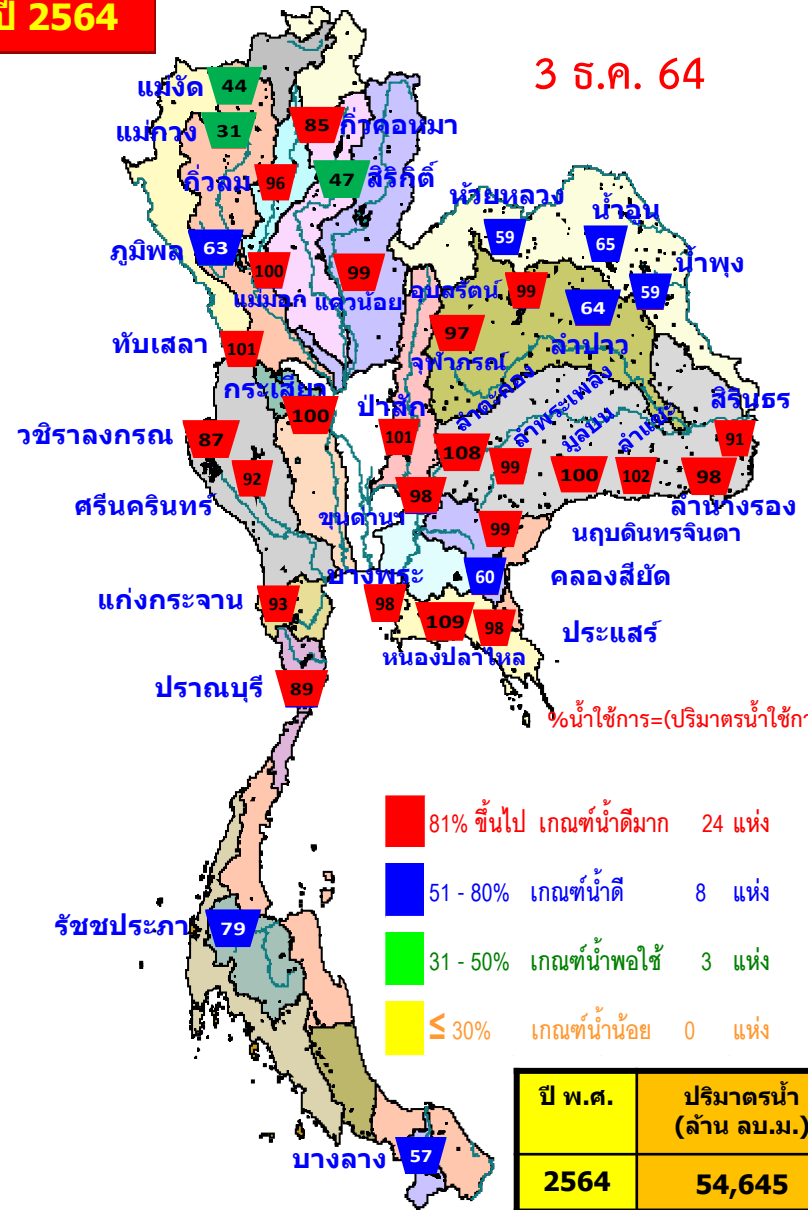 ปี 2564
3 ธ.ค. 64
แม่งัด 44
แม่กวง 31
85 กิ่วคอหมา
กิ่วลม 96
47 สิริกิติ์
ห้วยหลวง 59
น้ำอูน 65
ภูมิพล 63
น้ำพุง 59
100 แม่มอก
99 แควน้อย
อุบลรัตน์ 99
64 ลำปาว
97 จุฬาภรณ์
ทับเสลา 101
กระเสียว 100
ป่าสัก 101
ลำตะคอง 108
ลำพระเพลิง 99
มูลบน 100
ลำแชะ 102
สิรินธร 91
วชิราลงกรณ 87
98 ลำนางรอง
92 ศรีนครินทร์
98 ขุนด่านฯ
99 นฤบดินทรจินดา
บางพระ 98
60 คลองสียัด
แก่งกระจาน 93
109 หนองปลาไหล
98 ประแสร์
ปราณบุรี 89
%น้ำใช้การ=(ปริมาตรน้ำใช้กา
81% ขึ้นไป เกณฑ์น้ำดีมาก 24 แห่ง
51 - 80% เกณฑ์น้ำดี 8 แห่ง
รัชชประภา 79
31 - 50% เกณฑ์น้ำพอใช้ 3 แห่ง
≤ 30% เกณฑ์น้ำน้อย 0 แห่ง
ปี พ.ศ. ปริมาตรน้ำ
(ล้าน ลบ.ม.)
บางลาง 57
2564 54,645